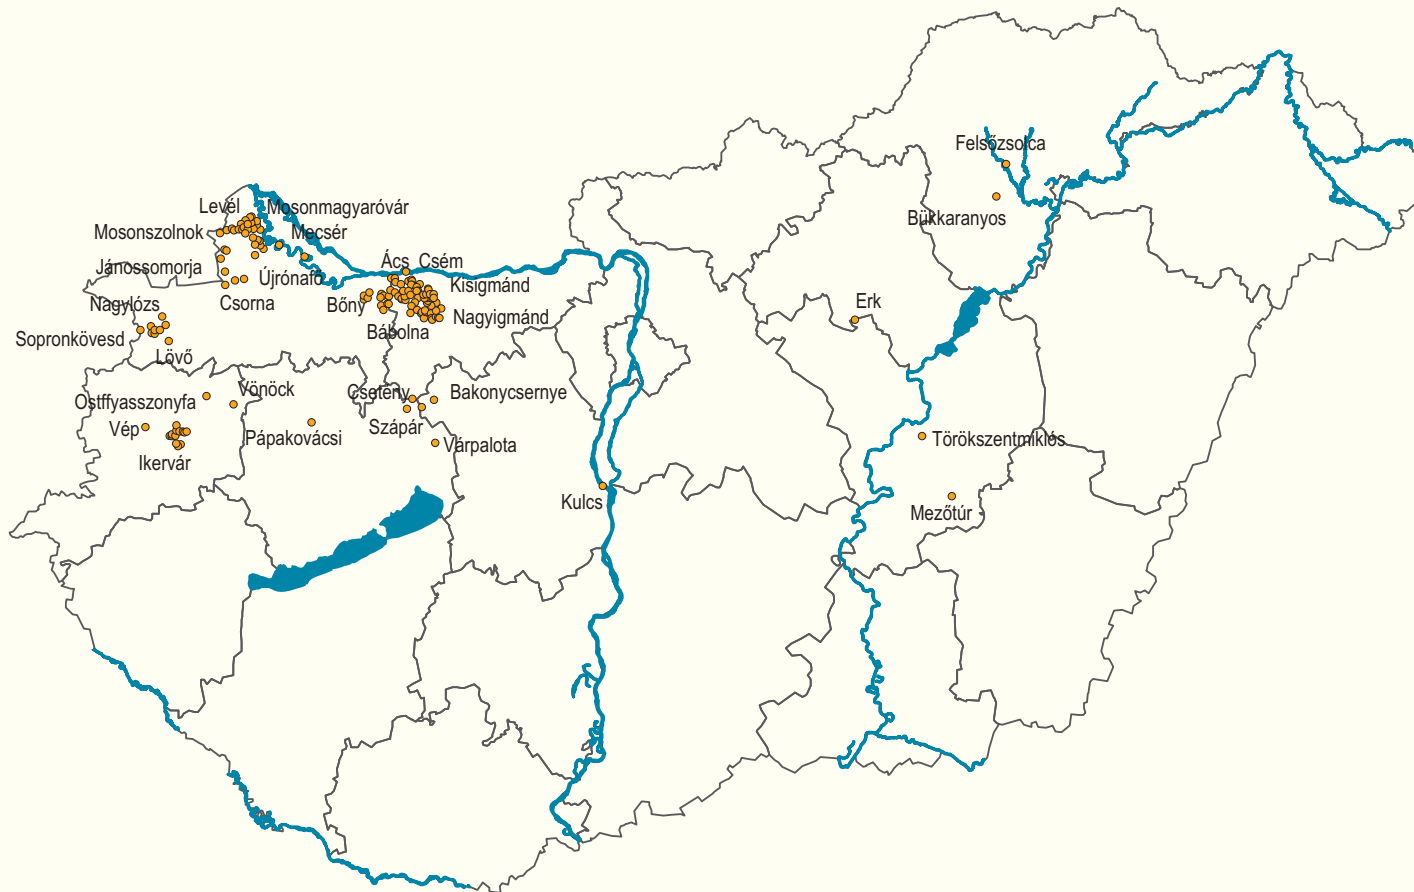 Felsőzsolca
Bükkaranyos
Levél
Mosonmagyaróvár
Mosonszolnok
Mecsér
Jánossomorja
Újrónafő
Ács
Csém
Kisigmánd
Nagylózs
Csorna
Bőny
Erk
Bábolna
Nagyigmánd
Sopronkövesd
Lövő
Vönöck
Csetény
Bakonycsernye
Ostffyasszonyfa
Vép
Pápakovácsi
Szápár
Várpalota
Törökszentmiklós
Ikervár
Kulcs
Mezőtúr